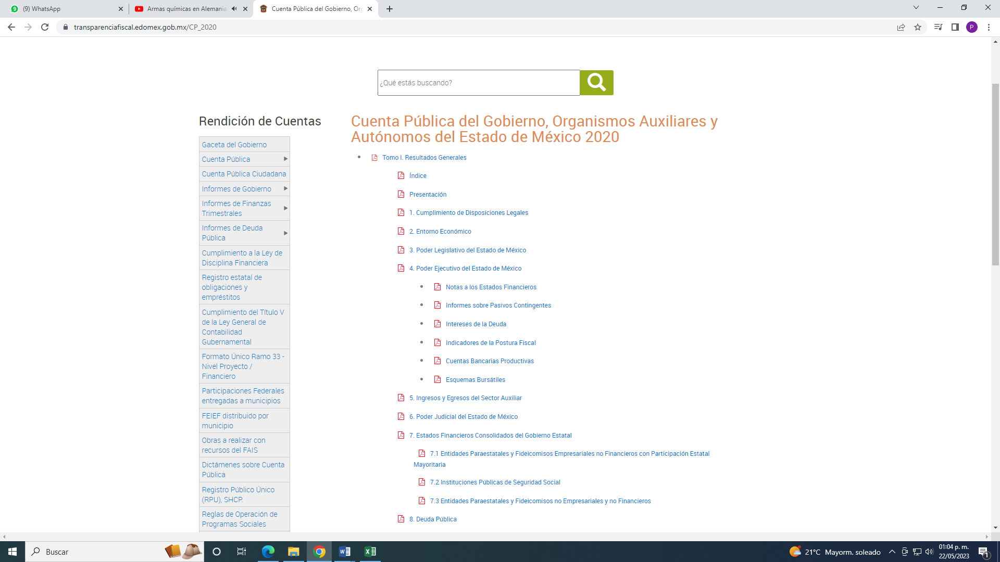 (9) WhatsApp
Armas químicas en Alemania
Cuenta Pública del Gobierno, Org
transparenciafiscal.edomex.gob.mx/CP_2020
P
¿Qué estás buscando?
Rendición de Cuentas
Gaceta del Gobierno
Cuenta Pública
Cuenta Pública Ciudadana
Informes de Gobierno
Informes de Finanzas
Trimestrales
Informes de Deuda
Pública
Cumplimiento a la Ley de
Disciplina Financiera
Registro estatal de
obligaciones y
empréstitos
Cumplimiento del Título V
de la Ley General de
Contabilidad
Gubernamental
Formato Único Ramo 33 -
Nivel Proyecto /
Financiero
Participaciones Federales
entregadas a municipios
FEIEF distribuido por
municipio
Obras a realizar con
recursos del FAIS
Dictámenes sobre Cuenta
Pública
Registro Público Único
(RPU), SHCP.
Reglas de Operación de
Programas Sociales
Cuenta Pública del Gobierno, Organismos Auxiliares y
Autónomos del Estado de México 2020
Tomo I. Resultados Generales
Índice
Presentación
1. Cumplimiento de Disposiciones Legales
2. Entorno Económico
3. Poder Legislativo del Estado de México
4. Poder Ejecutivo del Estado de México
Notas a los Estados Financieros
Informes sobre Pasivos Contingentes
Intereses de la Deuda
Indicadores de la Postura Fiscal
Cuentas Bancarias Productivas
Esquemas Bursátiles
5. Ingresos y Egresos del Sector Auxiliar
6. Poder Judicial del Estado de México
7. Estados Financieros Consolidados del Gobierno Estatal
7.1 Entidades Paraestatales y Fideicomisos Empresariales no Financieros con Participación Estatal
Mayoritaria
7.2 Instituciones Públicas de Seguridad Social
7.3 Entidades Paraestatales y Fideicomisos no Empresariales y no Financieros
8. Deuda Pública
Buscar
21°C Mayorm. soleado
01:04 p. m.
22/05/2023
1